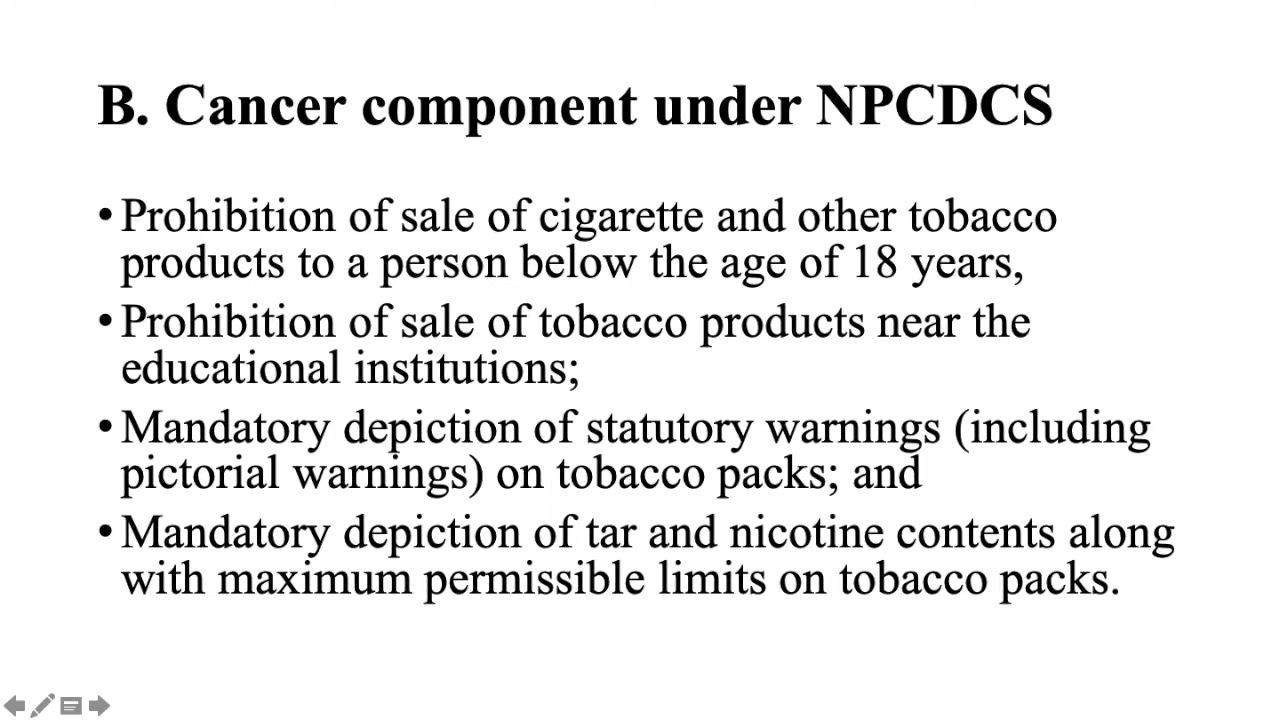 B. Cancer component under NPCDCS
• Prohibition of sale of cigarette and other tobacco
products to a person below the age of 18 years,
• Prohibition of sale of tobacco products near the
educational institutions;
• Mandatory depiction of statutory warnings (including
pictorial warnings) on tobacco packs; and
• Mandatory depiction of tar and nicotine contents along
with maximum permissible limits on tobacco packs.